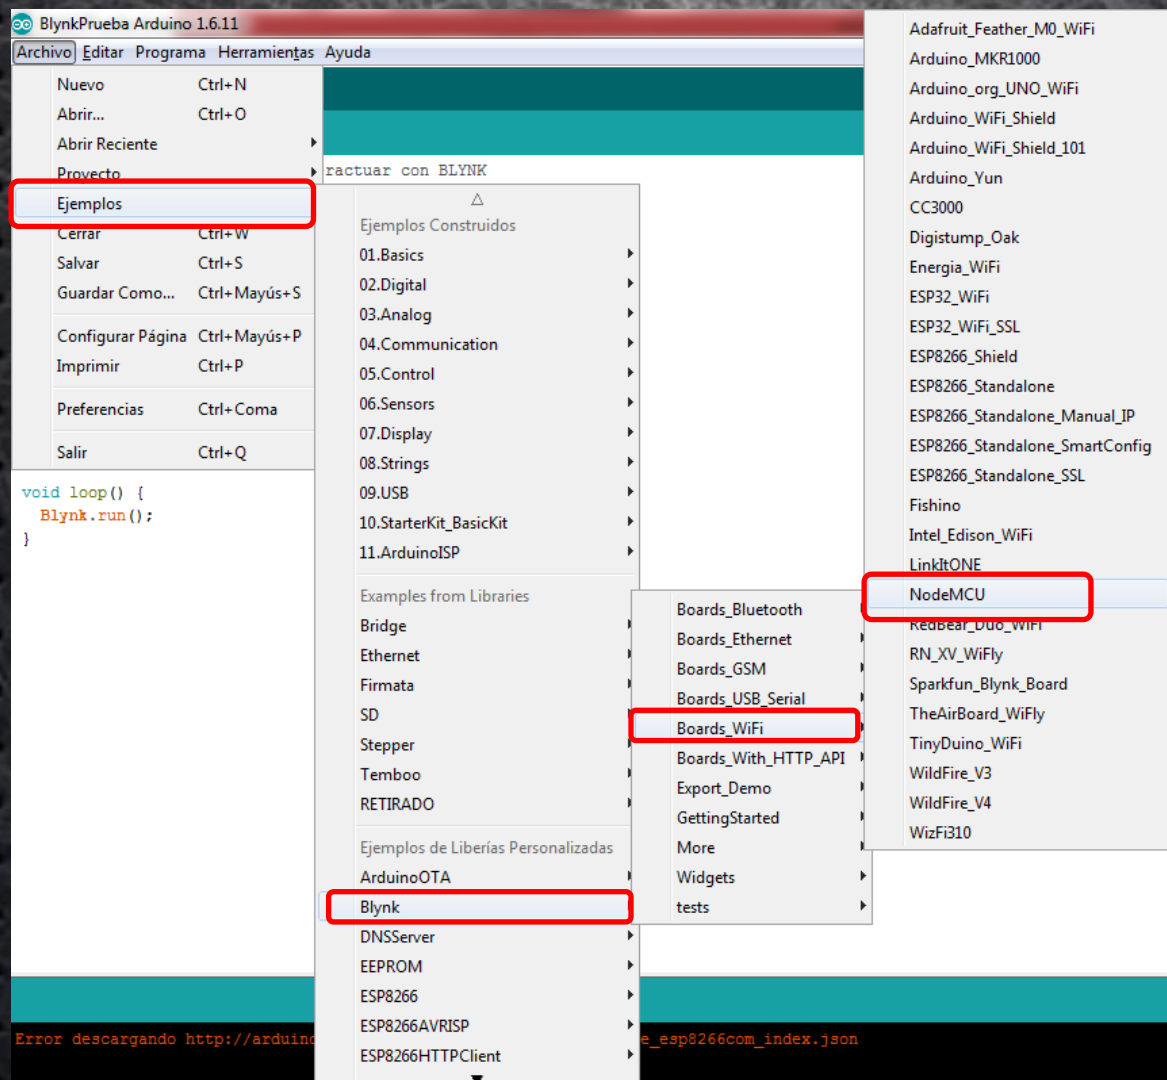 BlynkPrueba Arduino 1.6.11
Archivo Editar Programa Herramientas Ayuda
Nuevo Ctrl+N
Abrir... Ctrl+O
Abrir Reciente
Proyecto
Ejemplos
Cerrar Ctrl+W
Salvar Ctrl+S
Guardar Como... Ctrl+Mayús+S
Configurar Página Ctrl+Mayús+P
Imprimir Ctrl+P
Preferencias Ctrl+Coma
Salir Ctrl+Q
ractuar con BLYNK
void loop() {
Blynk.run();
}
Ejemplos Construidos
01.Basics
02.Digital
03.Analog
04.Communication
05.Control
06.Sensors
07.Display
08.Strings
09.USB
10.StarterKit_BasicKit
11.ArduinoISP
Examples from Libraries
Bridge
Ethernet
Firmata
SD
Stepper
Temboo
RETIRADO
Ejemplos de Liberías Personalizadas
ArduinoOTA
Blynk
DNSServer
EEPROM
ESP8266
ESP8266AVRISP
ESP8266HTTPClient
Boards_Bluetooth
Boards_Ethernet
Boards_GSM
Boards_USB_Serial
Boards_WiFi
Boards_With_HTTP_API
Export_Demo
GettingStarted
More
Widgets
tests
Adafruit_Feather_M0_WiFi
Arduino_MKR1000
Arduino_org_UNO_WiFi
Arduino_WiFi_Shield
Arduino_WiFi_Shield_101
Arduino_Yun
CC3000
Digistump_Oak
Energia_WiFi
ESP32_WiFi
ESP32_WiFi_SSL
ESP8266_Shield
ESP8266_Standalone
ESP8266_Standalone_Manual_IP
ESP8266_Standalone_SmartConfig
ESP8266_Standalone_SSL
Fishino
Intel_Edison_WiFi
LinkItONE
NodeMCU
RedBear_Duo_WiFi
RN_XV_WiFly
Sparkfun_Blynk_Board
TheAirBoard_WiFly
TinyDuino_WiFi
WildFire_V3
WildFire_V4
WizFi310
Error descargando http://arduino e_esp8266com_index.json